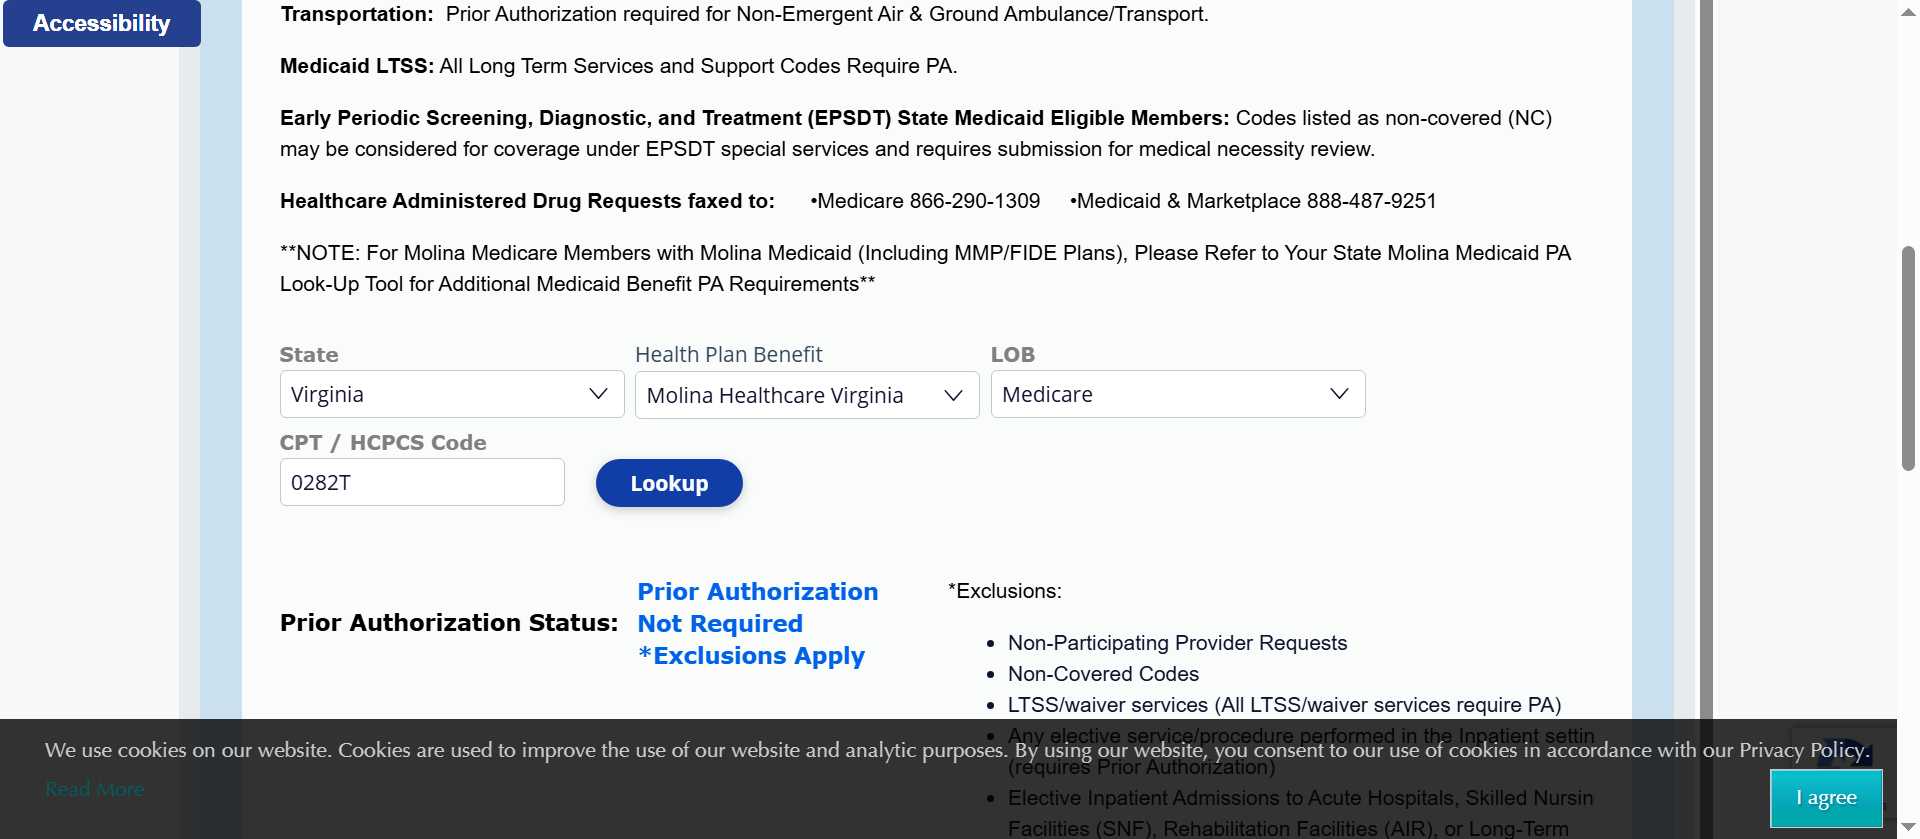 Accessibility
Transportation: Prior Authorization required for Non-Emergent Air & Ground Ambulance/Transport.
Medicaid LTSS: All Long Term Services and Support Codes Require PA.
Early Periodic Screening, Diagnostic, and Treatment (EPSDT) State Medicaid Eligible Members: Codes listed as non-covered (NC)
may be considered for coverage under EPSDT special services and requires submission for medical necessity review.
Healthcare Administered Drug Requests faxed to: •Medicare 866-290-1309 •Medicaid & Marketplace 888-487-9251
**NOTE: For Molina Medicare Members with Molina Medicaid (Including MMP/FIDE Plans), Please Refer to Your State Molina Medicaid PA
Look-Up Tool for Additional Medicaid Benefit PA Requirements**
State Health Plan Benefit LOB
Virginia Molina Healthcare Virginia Medicare
CPT / HCPCS Code
0282T Lookup
Prior Authorization Status:
Prior Authorization
Not Required
*Exclusions Apply
*Exclusions:
• Non-Participating Provider Requests
• Non-Covered Codes
• LTSS/waiver services (All LTSS/waiver services require PA)
• Any elective service/procedure performed in the Inpatient settin
(requires Prior Authorization)
• Elective Inpatient Admissions to Acute Hospitals, Skilled Nursin
Facilities (SNF), Rehabilitation Facilities (AIR), or Long-Term
We use cookies on our website. Cookies are used to improve the use of our website and analytic purposes. By using our website, you consent to our use of cookies in accordance with our Privacy Policy.
Read More
I agree